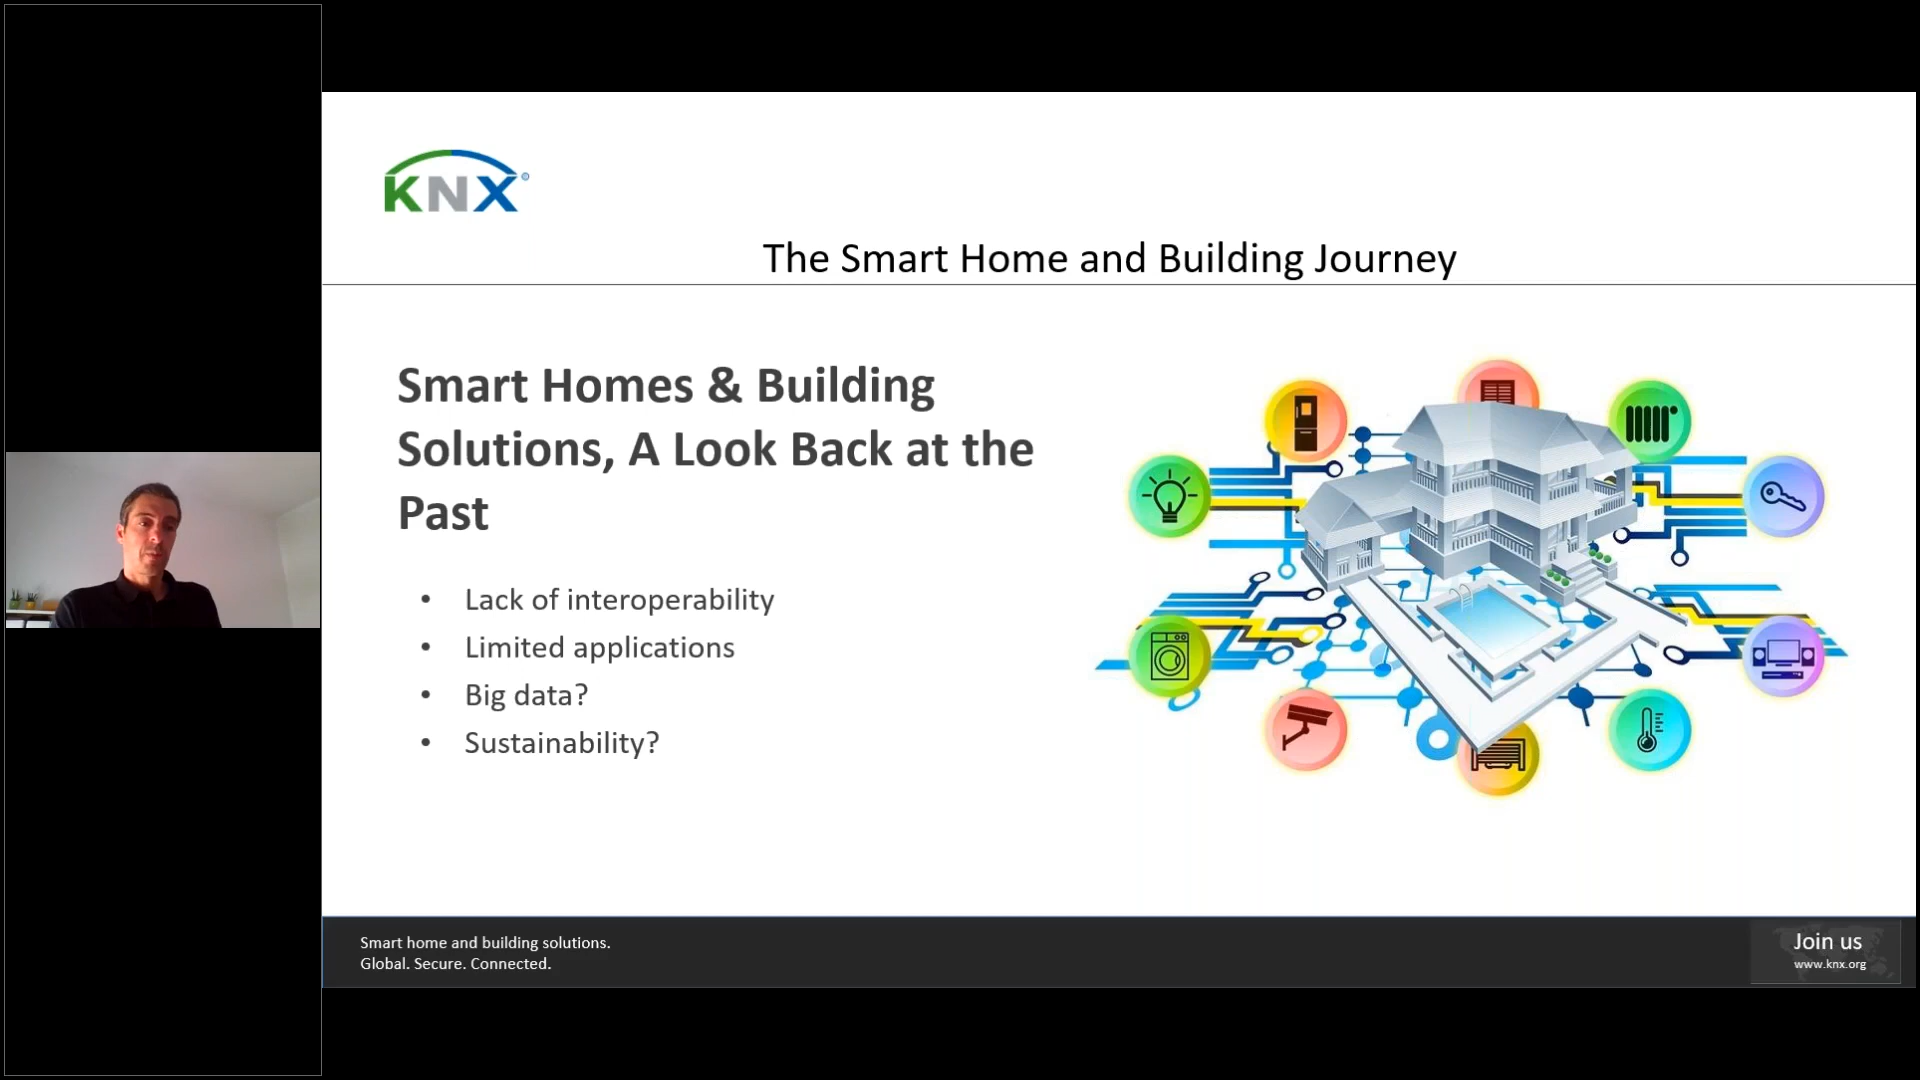 KNX
The Smart Home and Building Journey
Smart Homes & Building
Solutions, A Look Back at the
Past
• Lack of interoperability
• Limited applications
• Big data?
• Sustainability?
Smart home and building solutions.
Global. Secure. Connected.
Join us
www.knx.org